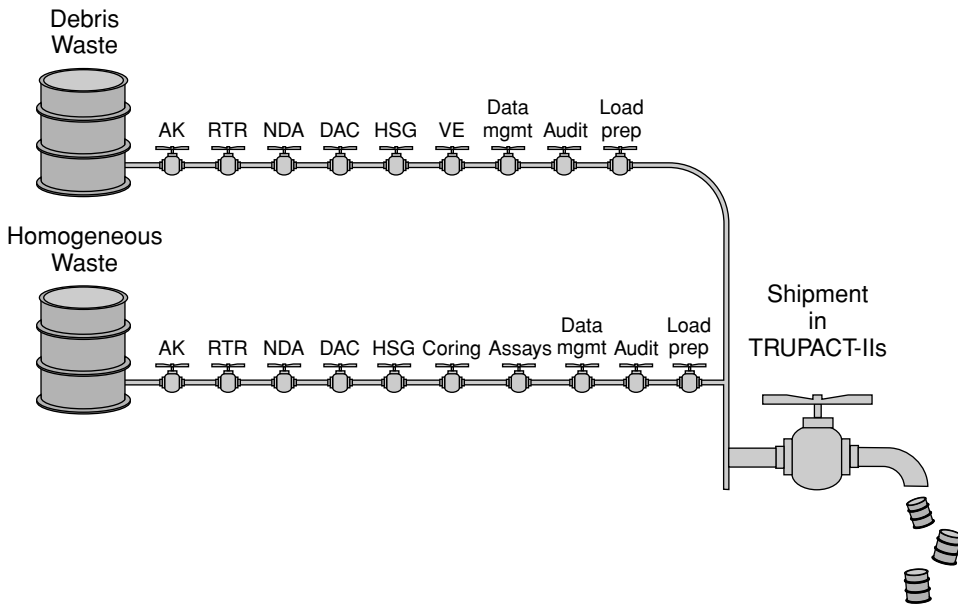 Debris
Waste
AK RTR NDA DAC HSG VE Data mgmt Audit Load prep
Homogeneous
Waste
AK RTR NDA DAC HSG Coring Assays Data mgmt Audit Load prep
Shipment
in
TRUPACT-IIs